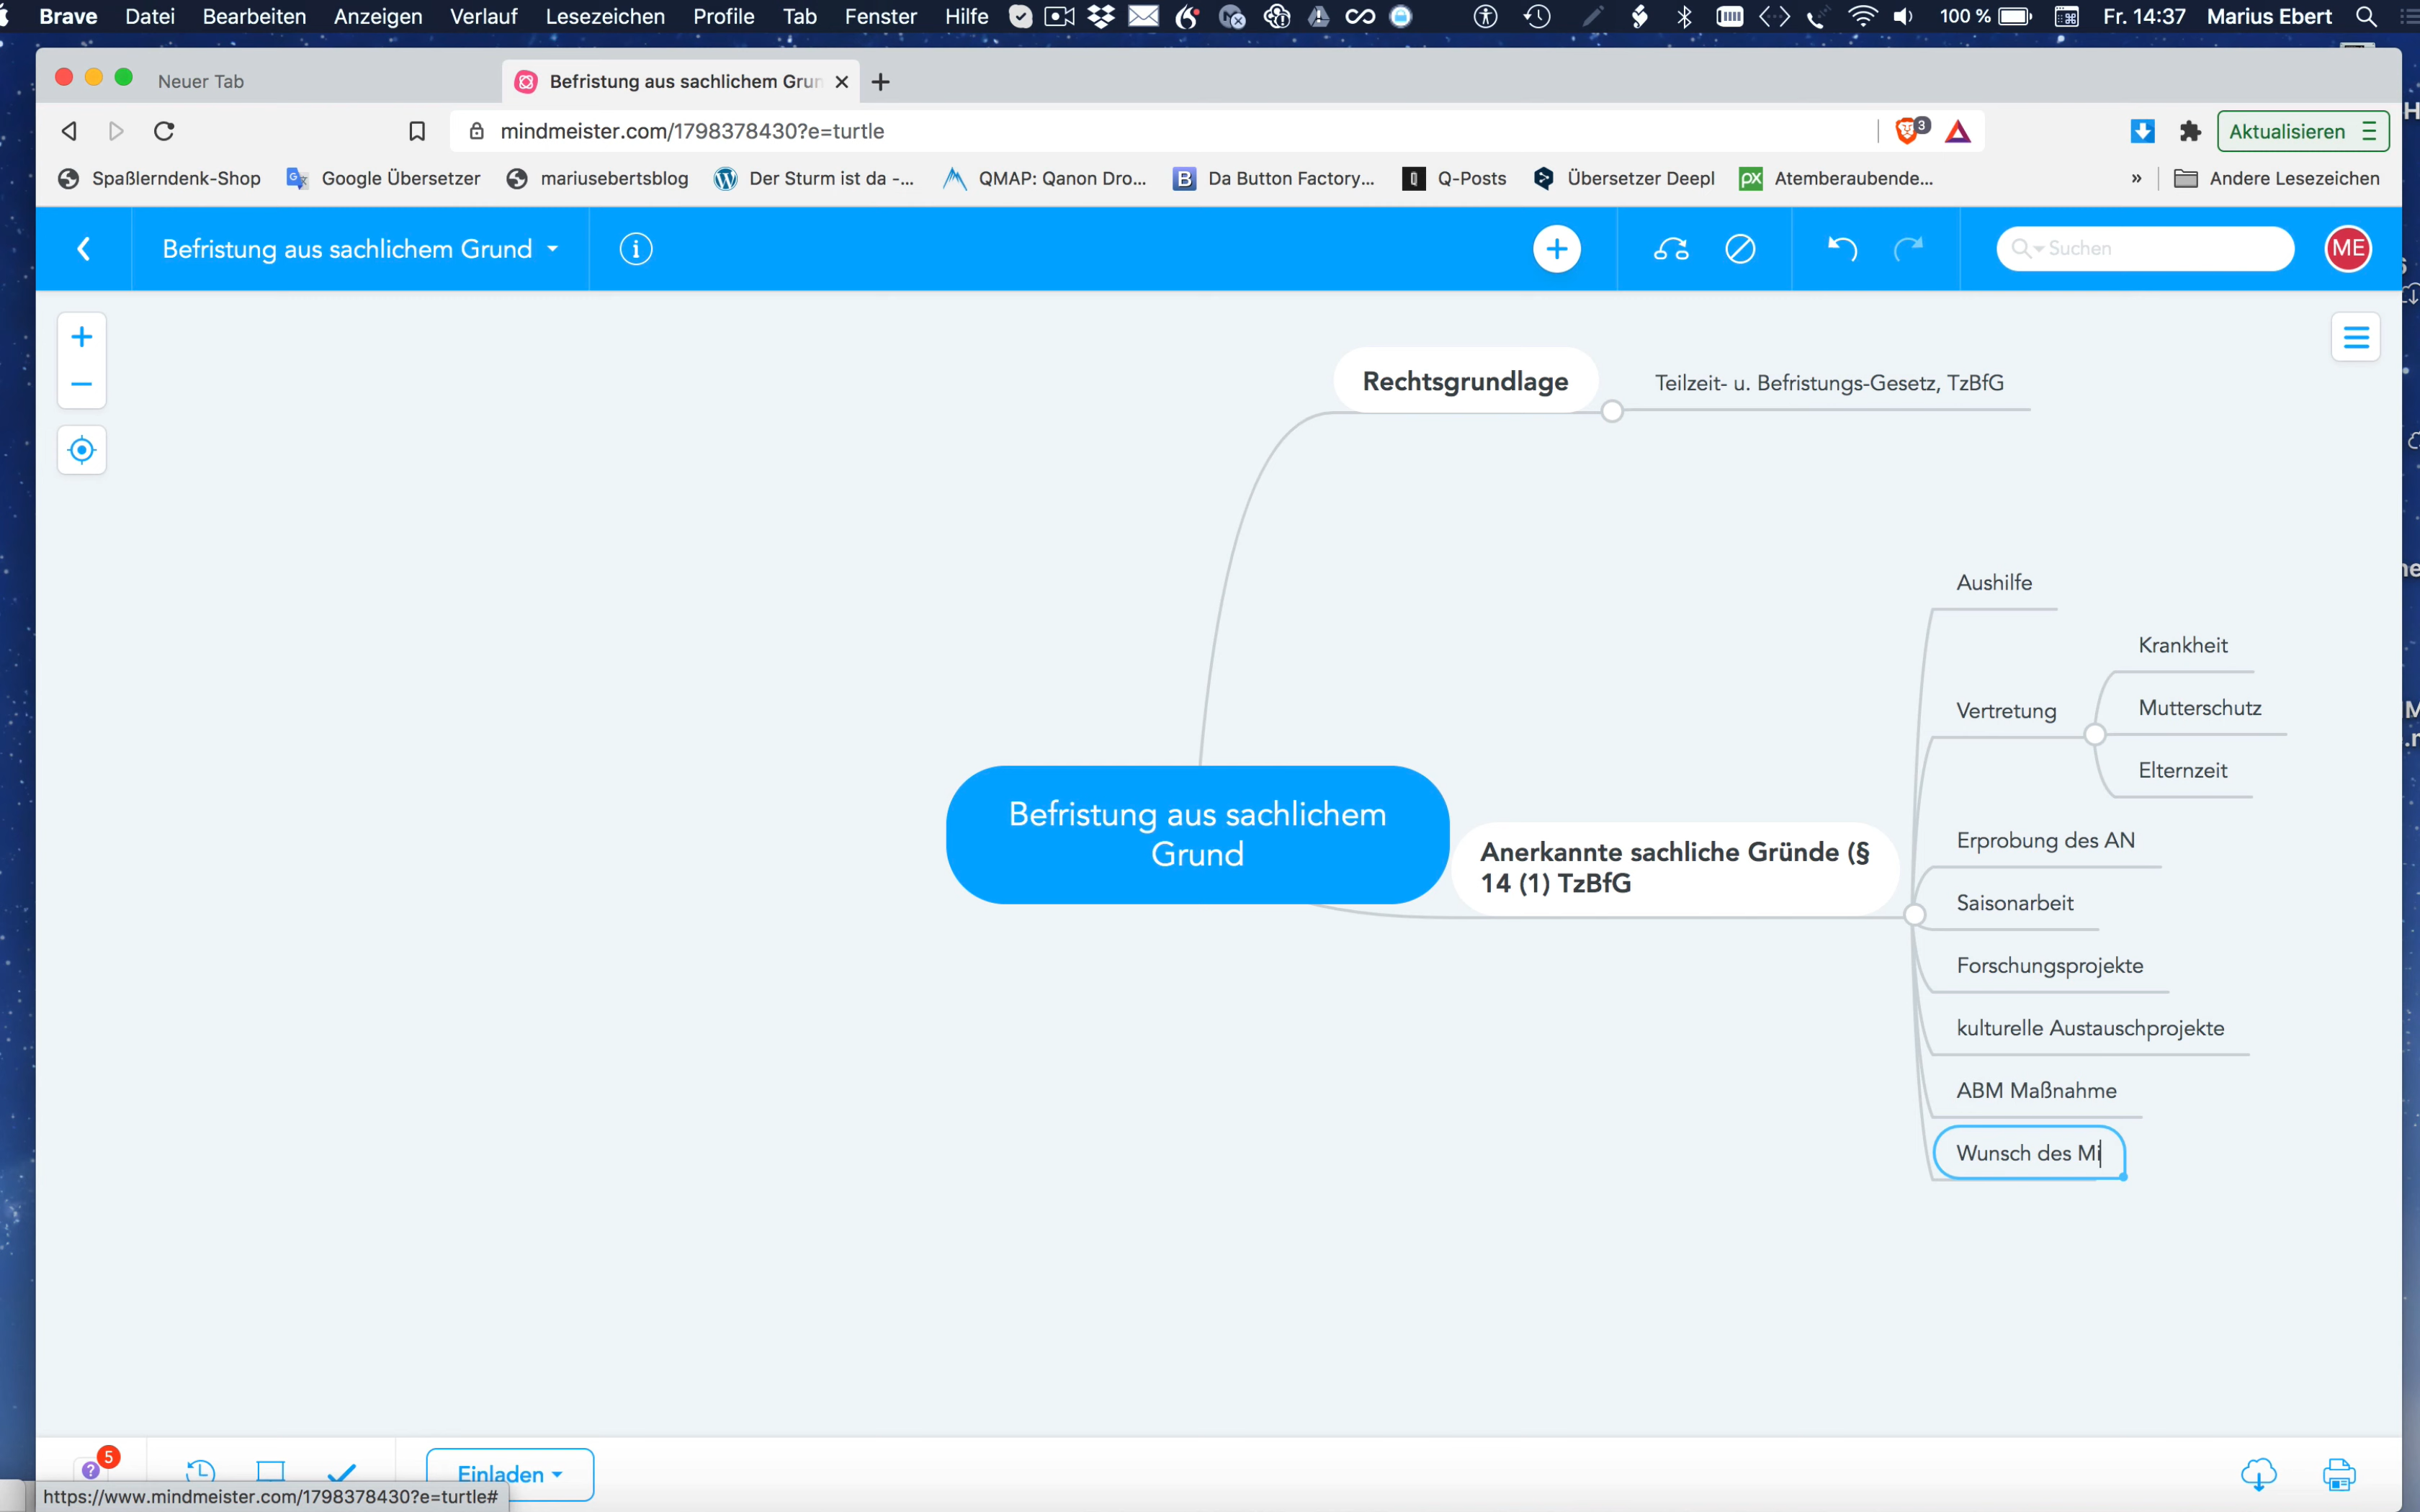 Brave Datei Bearbeiten Anzeigen Verlauf Lesezeichen Profile Tab Fenster Hilfe 100 % Fr. 14:37 Marius Ebert
Neuer Tab Befristung aus sachlichem Grun
mindmeister.com/1798378430?e=turtle 3 Aktualisieren
Spaßlerndenk-Shop Google Übersetzer mariusebertsblog Der Sturm ist da -... QMAP: Qanon Dro... B Da Button Factory... Q-Posts Übersetzer Deepl px Atemberaubende... » Andere Lesezeichen
Befristung aus sachlichem Grund Suchen ME
Rechtsgrundlage
Teilzeit- u. Befristungs-Gesetz, TzBfG
Aushilfe
Krankheit
Vertretung
Mutterschutz
Elternzeit
Befristung aus sachlichem
Grund
Anerkannte sachliche Gründe (§
14 (1) TzBfG
Erprobung des AN
Saisonarbeit
Forschungsprojekte
kulturelle Austauschprojekte
ABM Maßnahme
Wunsch des Mi
5
Einladen
https://www.mindmeister.com/1798378430?e=turtle#